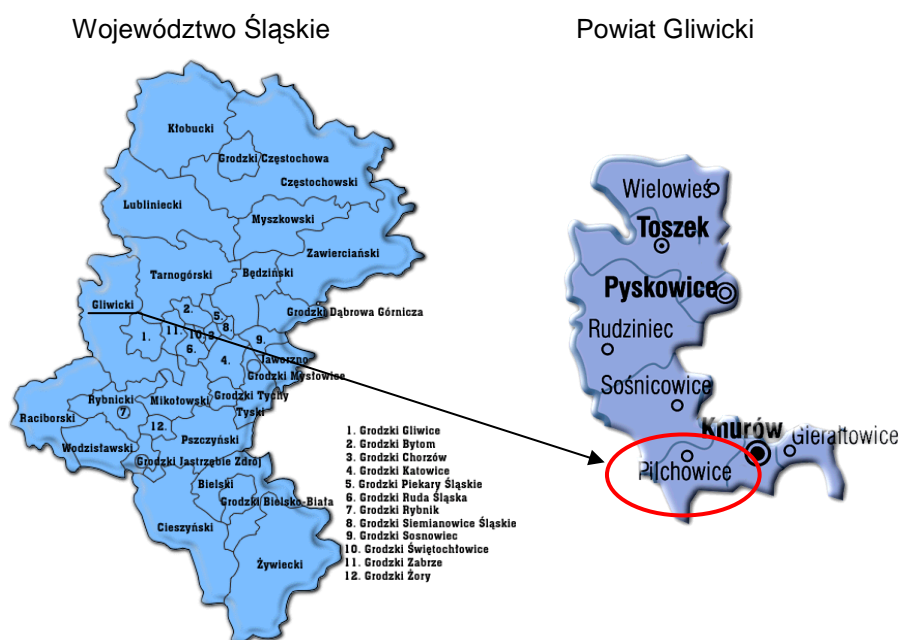 Województwo Śląskie
Powiat Gliwicki
Kłobucki
Grodzki Częstochowa
Częstochowski
Lubliniecki
Myszkowski
Zawierciański
Tarnogórski
Będziński
Gliwicki
Grodzki Dąbrowa Górnicza
2.
5.
8.
11.
10.
3.
9.
1.
6.
4.
Jaworzno
Grodzki Mysłowice
Rybnicki
7
Mikołowski
Grodzki Tychy
Tyski
Raciborski
12.
Wodzisławski
Pszczyński
Grodzki Jastrzębie Zdrój
Bielski
Grodzki Bielsko-Biała
Cieszyński
Żywiecki
1. Grodzki Gliwice
2. Grodzki Bytom
3. Grodzki Chorzów
4. Grodzki Katowice
5. Grodzki Piekary Śląskie
6. Grodzki Ruda Śląska
7. Grodzki Rybnik
8. Grodzki Siemianowice Śląskie
9. Grodzki Sosnowiec
10. Grodzki Świętochłowice
11. Grodzki Zabrze
12. Grodzki Żory
Wielowieś
Toszek
Pyskowice
Rudziniec
Sośnicowice
Knurów
Gierałtowice
Pilchowice